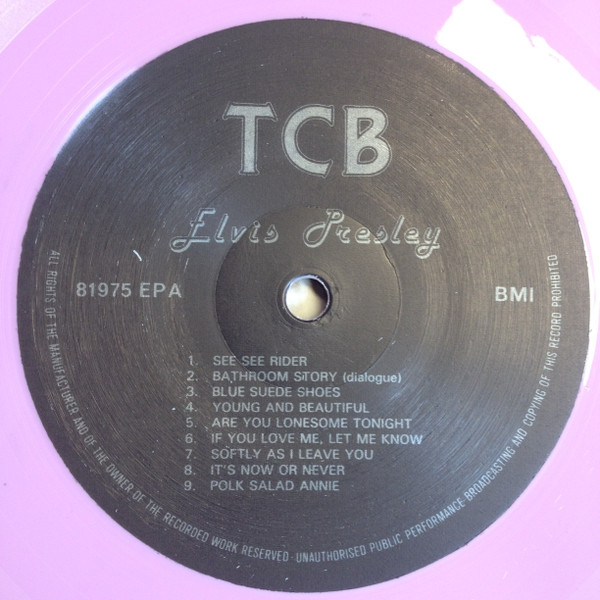 TCB
Elvis Presley
81975 EPA
BMI
1. SEE SEE RIDER
2. BATHROOM STORY (dialogue)
3. BLUE SUEDE SHOES
4. YOUNG AND BEAUTIFUL
5. ARE YOU LONESOME TONIGHT
6. IF YOU LOVE ME, LET ME KNOW
7. SOFTLY AS I LEAVE YOU
8. IT'S NOW OR NEVER
9. POLK SALAD ANNIE
ALL RIGHTS OF THE MANUFACTURER AND OF THE OWNER OF THE RECORDED WORK RESERVED · UNAUTHORISED PUBLIC PERFORMANCE BROADCASTING AND COPYING OF THIS RECORD PROHIBITED